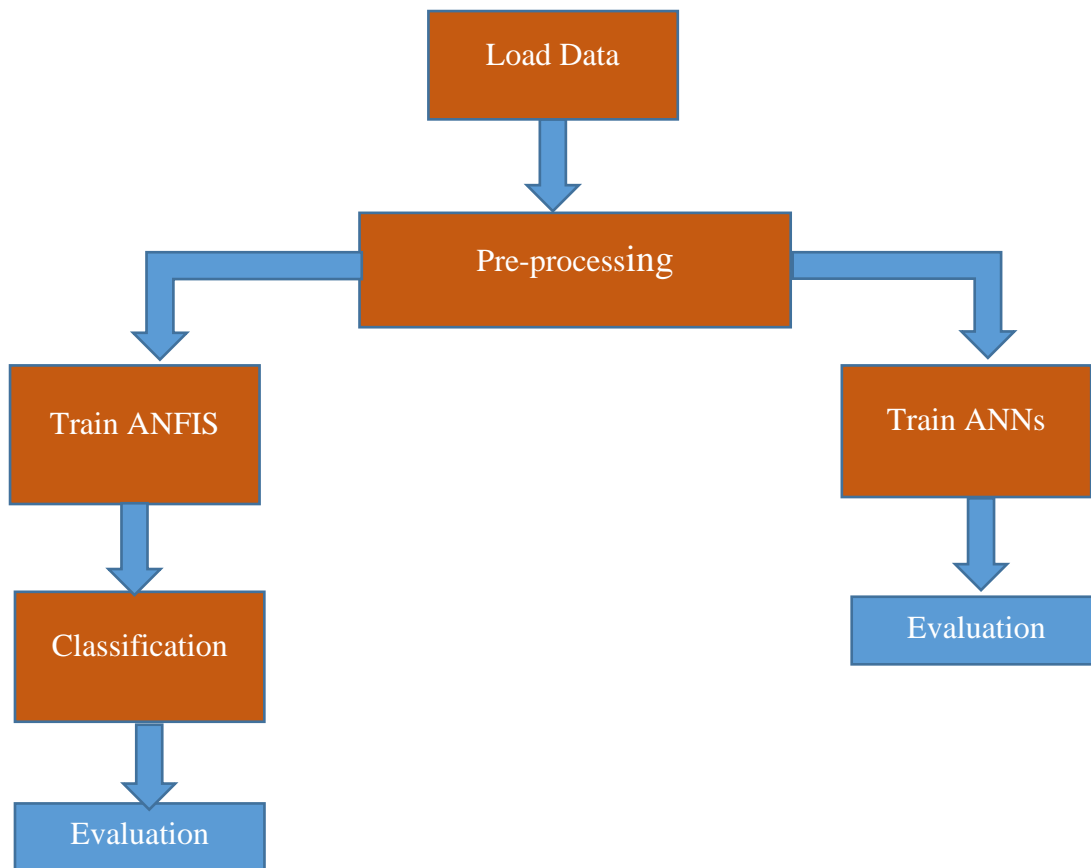 Load Data
Pre-processing
Train ANFIS
Train ANNs
Classification
Evaluation
Evaluation